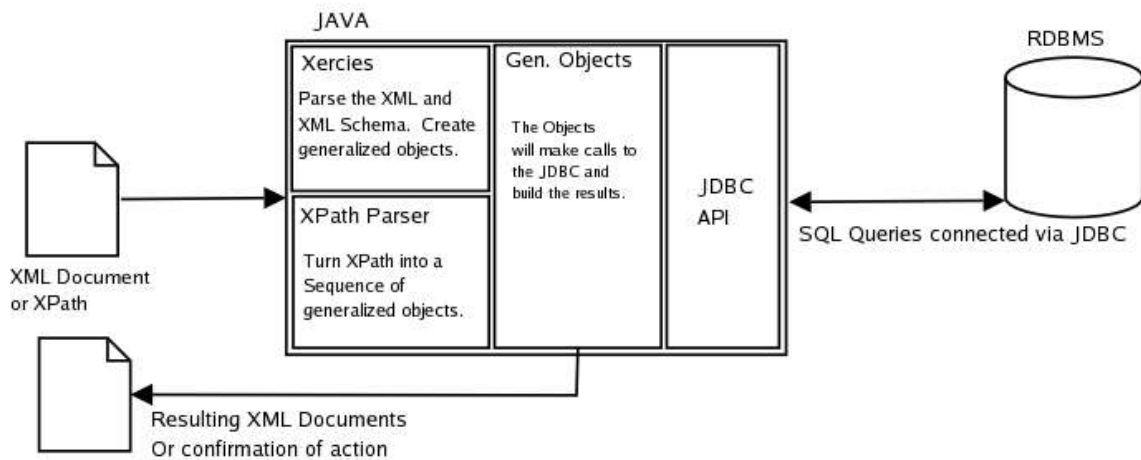 JAVA
Xercies
Parse the XML and
XML Schema. Create
generalized objects.
XPath Parser
Turn XPath into a
Sequence of
generalized objects.
Gen. Objects
The Objects
will make calls to
the JDBC and
build the results.
JDBC
API
RDBMS
SQL Queries connected via JDBC
XML Document
or XPath
Resulting XML Documents
Or confirmation of action